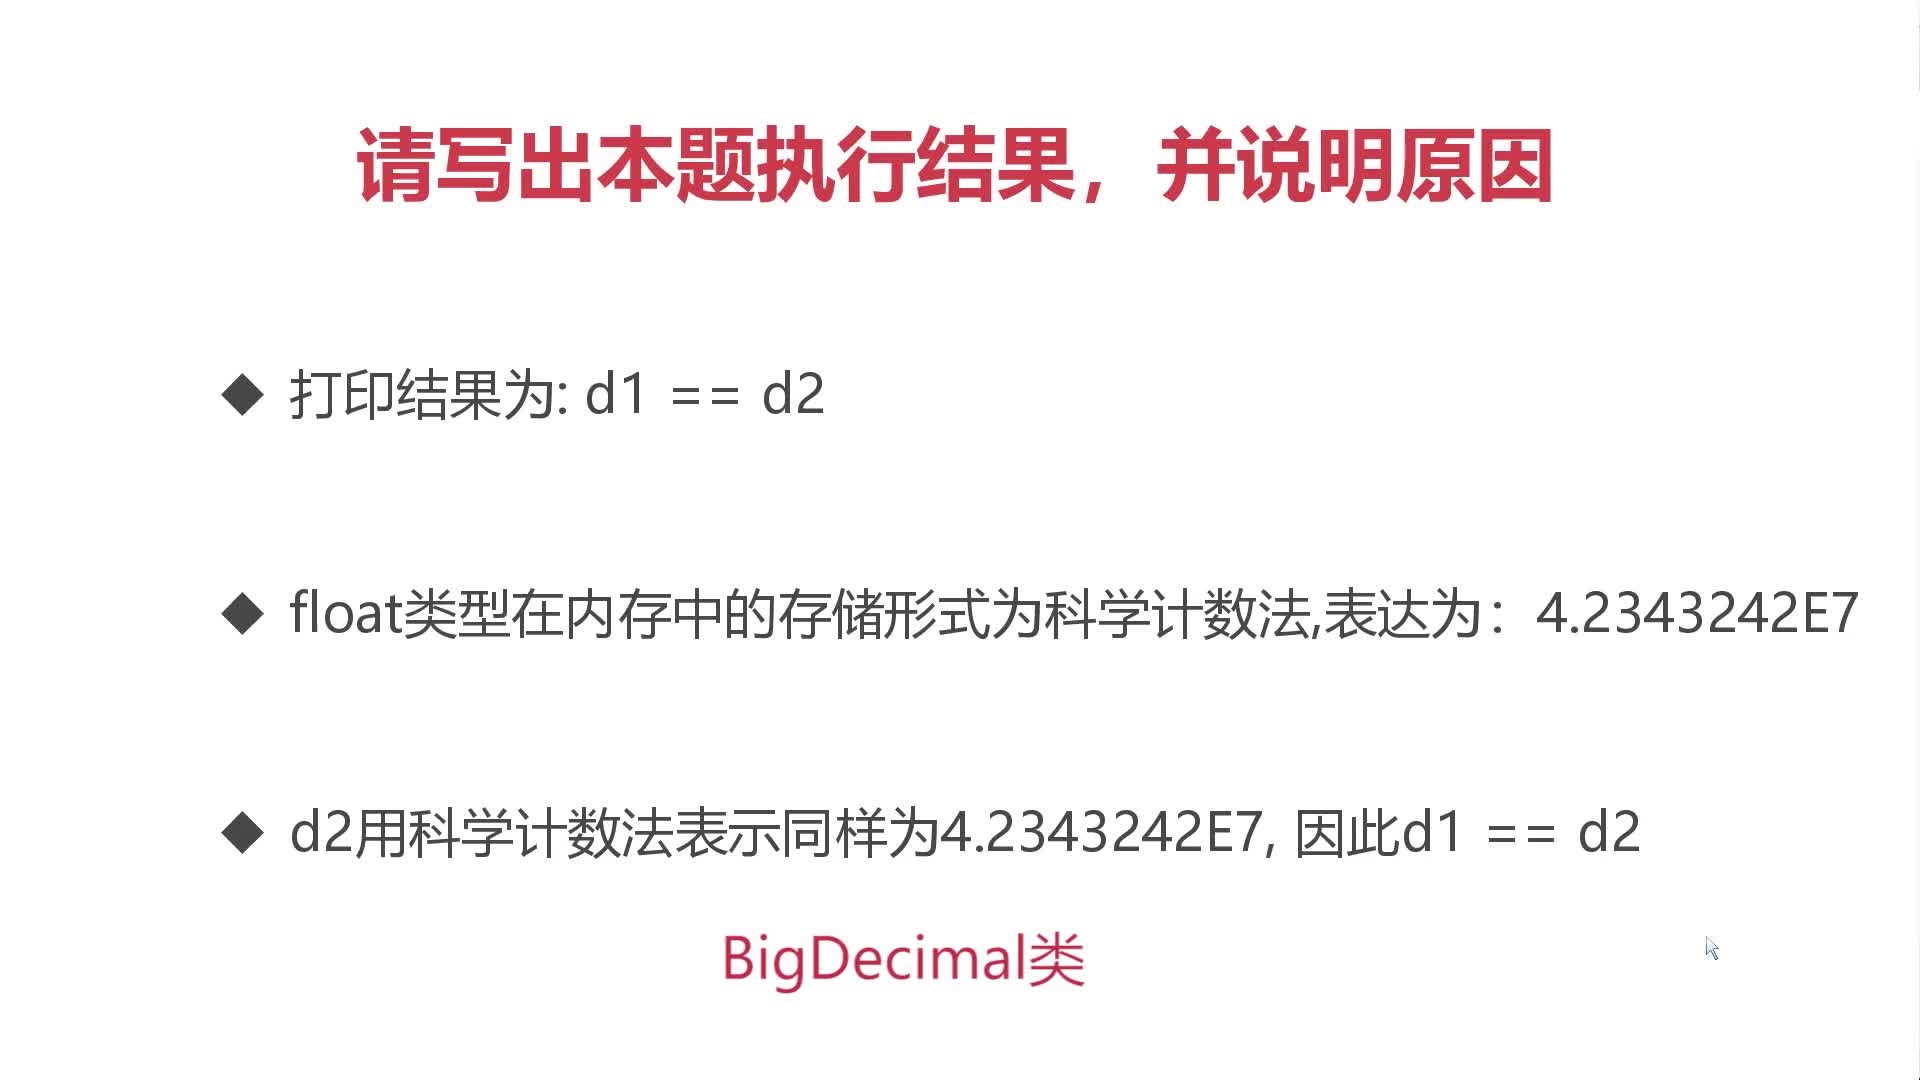 请写出本题执行结果，并说明原因
◆ 打印结果为: d1 == d2
◆ float类型在内存中的存储形式为科学计数法,表达为：4.2343242E7
◆ d2用科学计数法表示同样为4.2343242E7, 因此d1 == d2
BigDecimal类